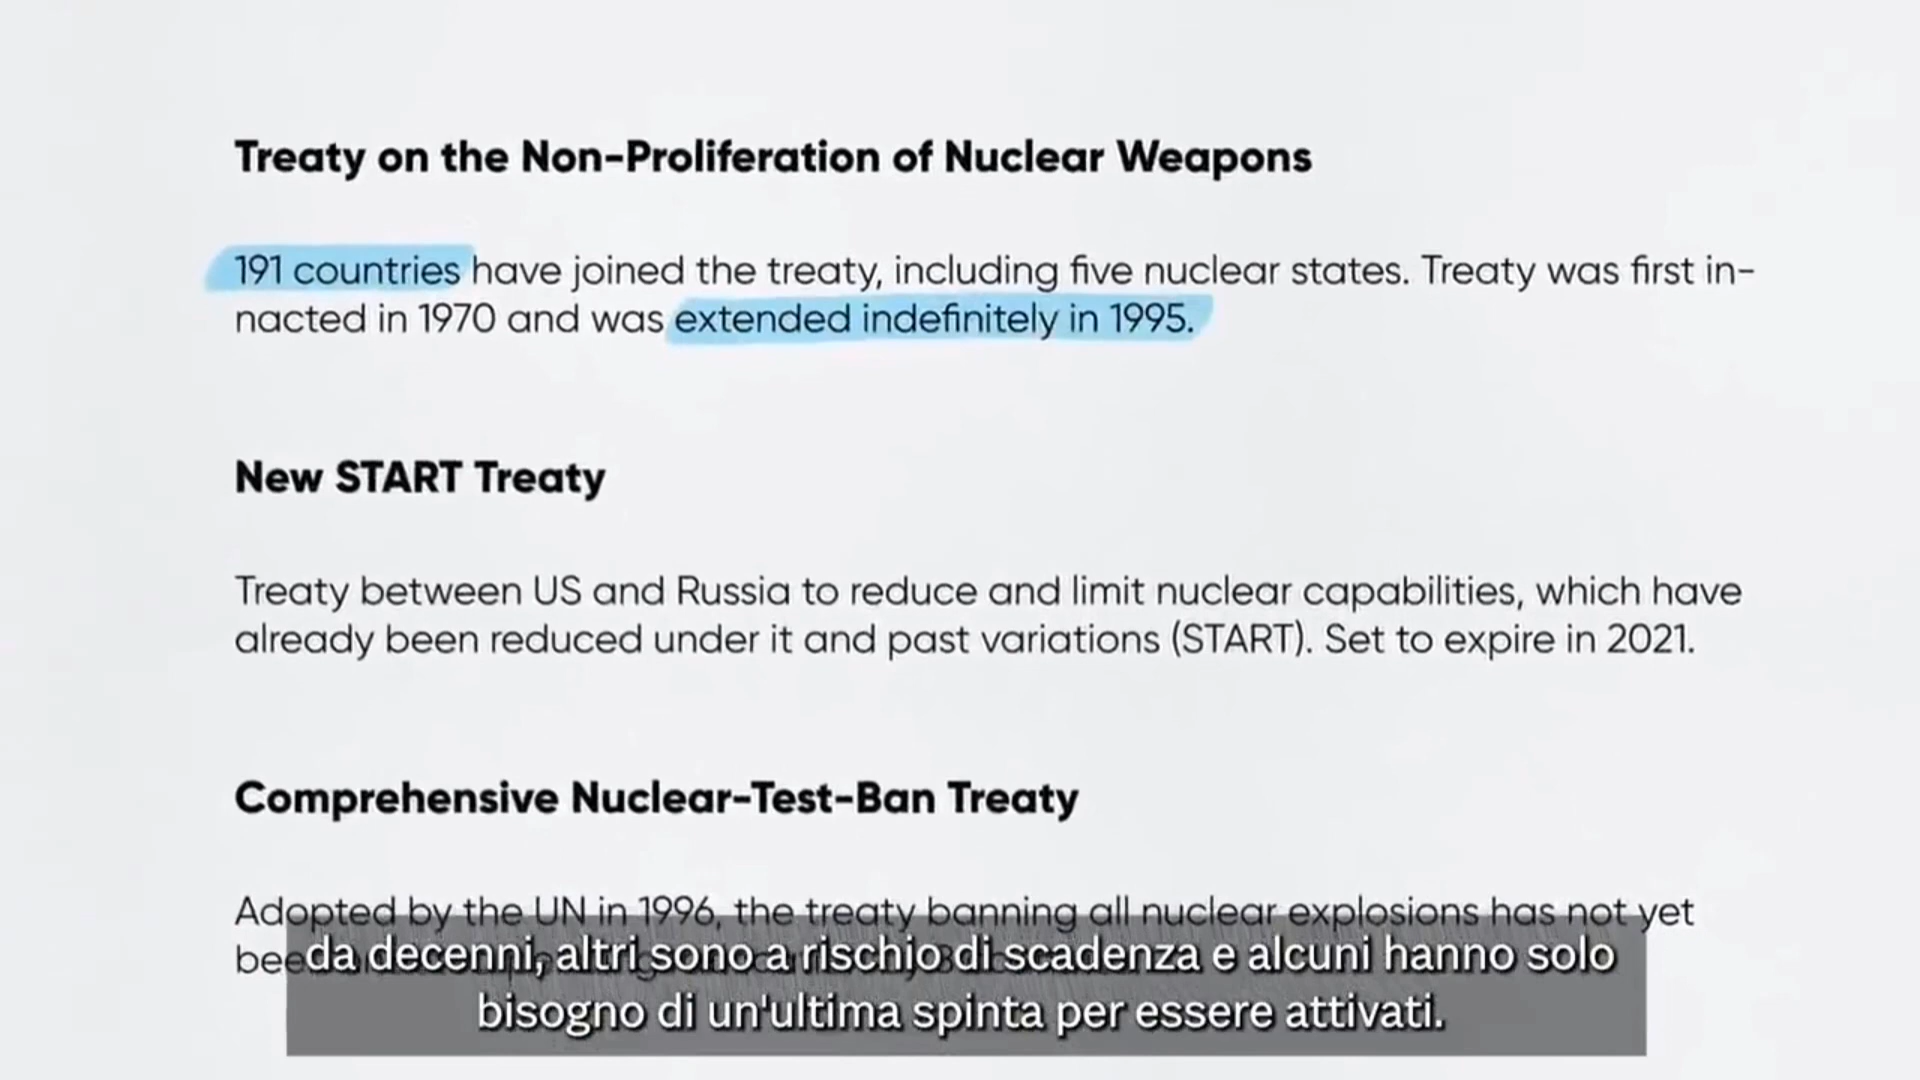 Treaty on the Non-Proliferation of Nuclear Weapons
191 countries have joined the treaty, including five nuclear states. Treaty was first in-
nacted in 1970 and was extended indefinitely in 1995.
New START Treaty
Treaty between US and Russia to reduce and limit nuclear capabilities, which have
already been reduced under it and past variations (START). Set to expire in 2021.
Comprehensive Nuclear-Test-Ban Treaty
Adopted by the UN in 1996, the treaty banning all nuclear explosions has not yet
da decenni, altri sono a rischio di scadenza e alcuni hanno solo
bisogno di un'ultima spinta per essere attivati.